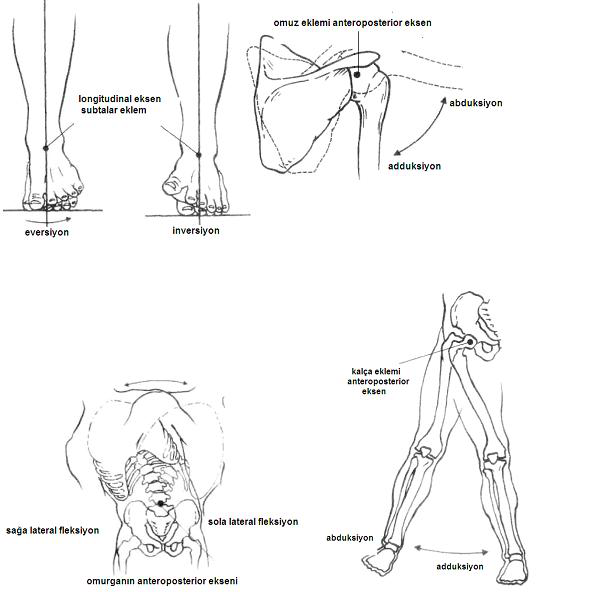 omuz eklemi anteroposterior eksen
longitudinal eksen
subtalar eklem
abduksiyon
adduksiyon
eversiyon
inversiyon
kalça eklemi
anteroposterior
eksen
sağa lateral fleksiyon
sola lateral fleksiyon
omurganın anteroposterior ekseni
abduksiyon
adduksiyon